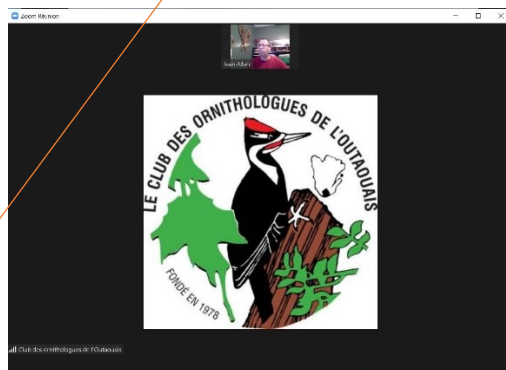 Zoom Réunion
Jean-Marc
LE CLUB DES ORNITHOLOGUES DE L'OUTAOUAIS
FONDÉ EN 1978
Club des ornithologues de l'Outaouais